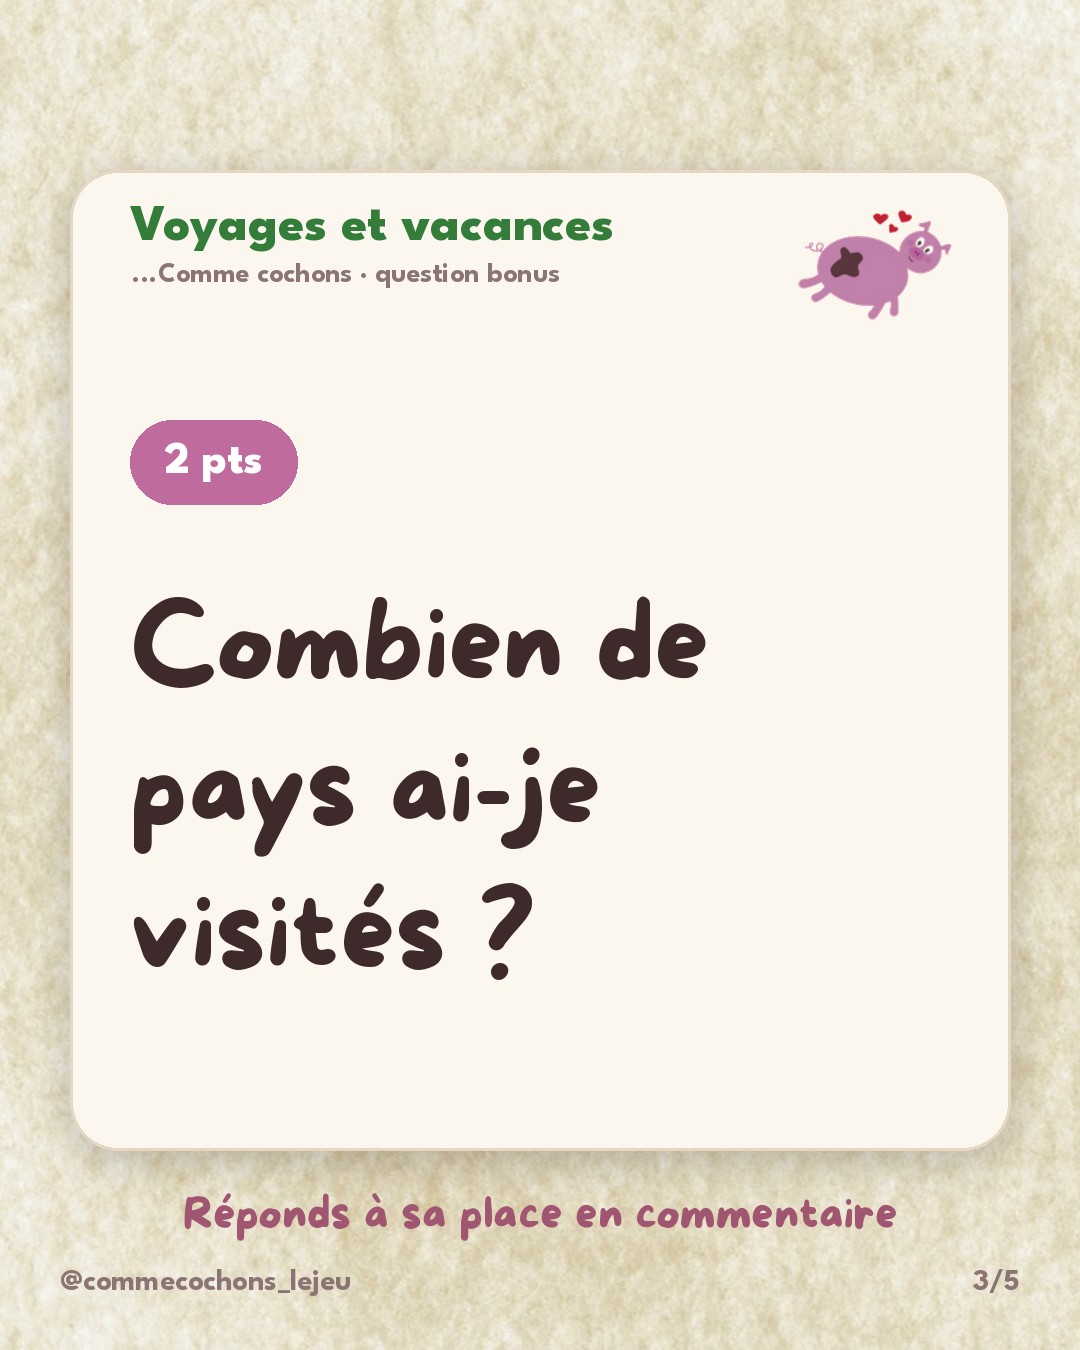 Voyages et vacances
...Comme cochons · question bonus
2 pts
Combien de
pays ai-je
visités ?
Réponds à sa place en commentaire
@commecochons_lejeu
3/5